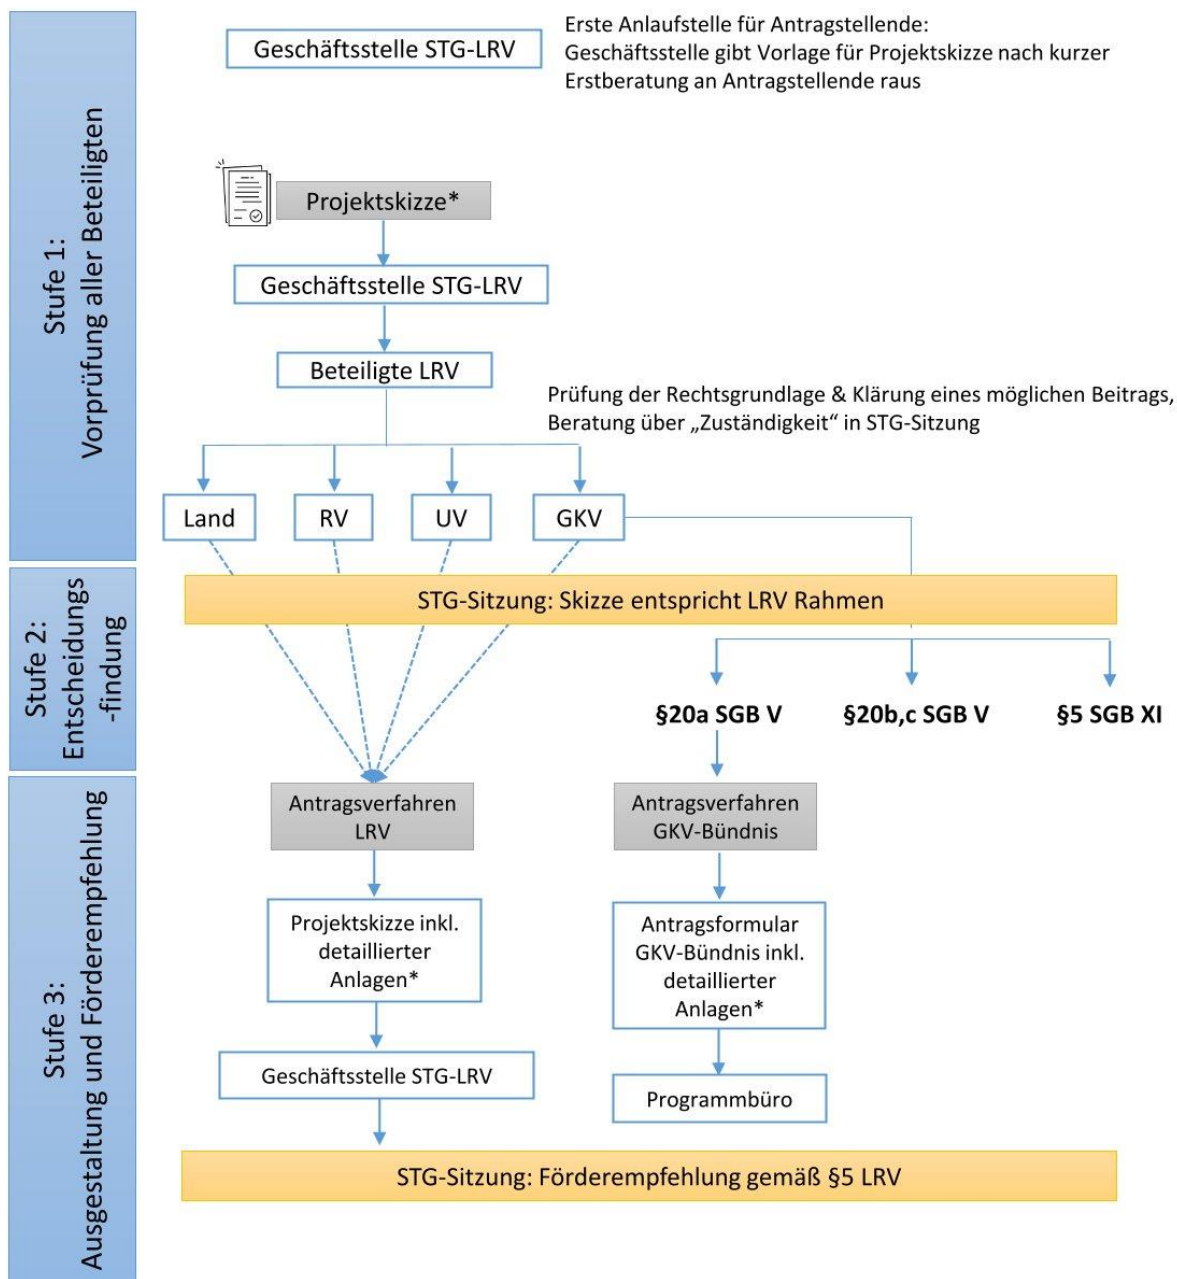 Stufe 1:
Vorprüfung aller Beteiligten
Geschäftsstelle STG-LRV
Erste Anlaufstelle für Antragstellende:
Geschäftsstelle gibt Vorlage für Projektskizze nach kurzer
Erstberatung an Antragstellende raus
Projektskizze*
Geschäftsstelle STG-LRV
Beteiligte LRV
Prüfung der Rechtsgrundlage & Klärung eines möglichen Beitrags,
Beratung über „Zuständigkeit“ in STG-Sitzung
Land
RV
UV
GKV
Stufe 2:
Entscheidungs
-findung
STG-Sitzung: Skizze entspricht LRV Rahmen
§20a SGB V
§20b,c SGB V
§5 SGB XI
Stufe 3:
Ausgestaltung und Förderempfehlung
Antragsverfahren
LRV
Antragsverfahren
GKV-Bündnis
Projektskizze inkl.
detaillierter
Anlagen*
Antragsformular
GKV-Bündnis inkl.
detaillierter
Anlagen*
Geschäftsstelle STG-LRV
Programmbüro
STG-Sitzung: Förderempfehlung gemäß §5 LRV